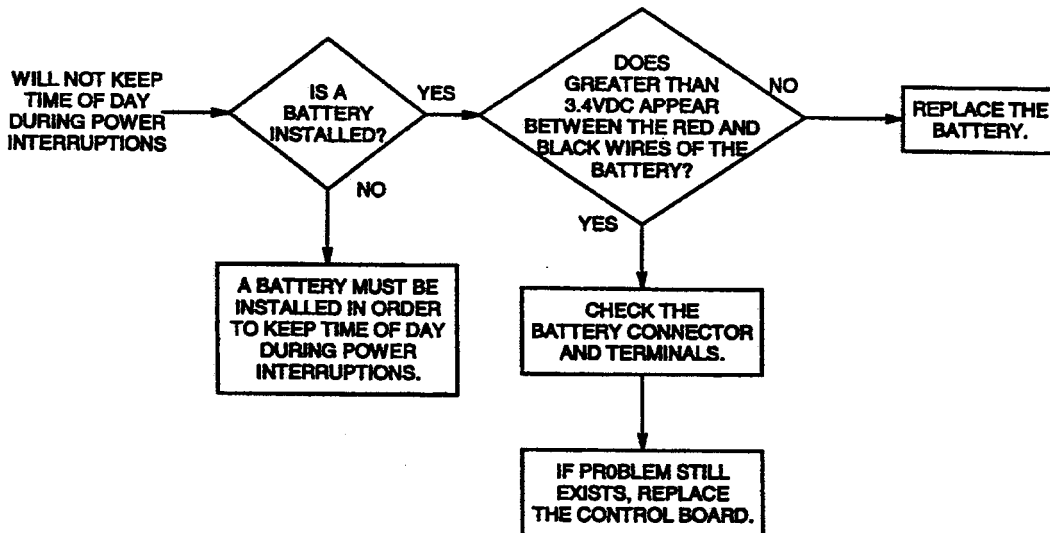 WILL NOT KEEP
TIME OF DAY
DURING POWER
INTERRUPTIONS
IS A
BATTERY
INSTALLED?
YES
NO
A BATTERY MUST BE
INSTALLED IN ORDER
TO KEEP TIME OF DAY
DURING POWER
INTERRUPTIONS.
DOES
GREATER THAN
3.4VDC APPEAR
BETWEEN THE RED AND
BLACK WIRES OF THE
BATTERY?
NO
REPLACE THE
BATTERY.
YES
CHECK THE
BATTERY CONNECTOR
AND TERMINALS.
IF PROBLEM STILL
EXISTS, REPLACE
THE CONTROL BOARD.